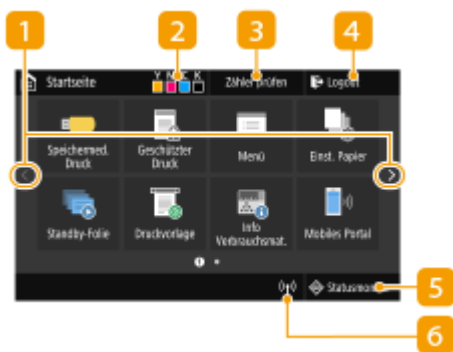 1 2 3 4
Startseite Y M C K Zähler prüfen Logout
Speichermed. Druck
Geschützter Druck
Menü
Einst. Papier
Standby-Folie
Druckvorlage
Info Verbrauchsmat.
Mobiles Portal
5
6